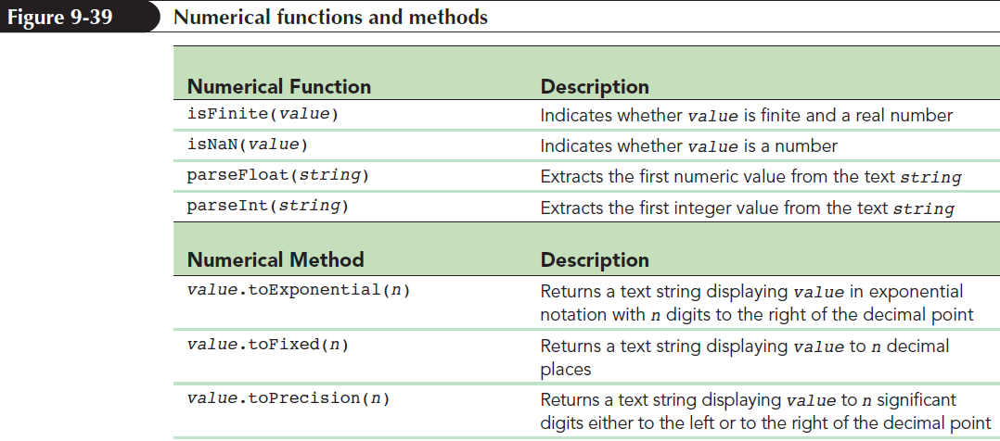 Figure 9-39 Numerical functions and methods
Numerical Function Description
isFinite(value) Indicates whether value is finite and a real number
isNaN(value) Indicates whether value is a number
parseFloat(string) Extracts the first numeric value from the text string
parseInt(string) Extracts the first integer value from the text string
Numerical Method Description
value.toExponential(n) Returns a text string displaying value in exponential
notation with n digits to the right of the decimal point
value.toFixed(n) Returns a text string displaying value to n decimal
places
value.toPrecision(n) Returns a text string displaying value to n significant
digits either to the left or to the right of the decimal point